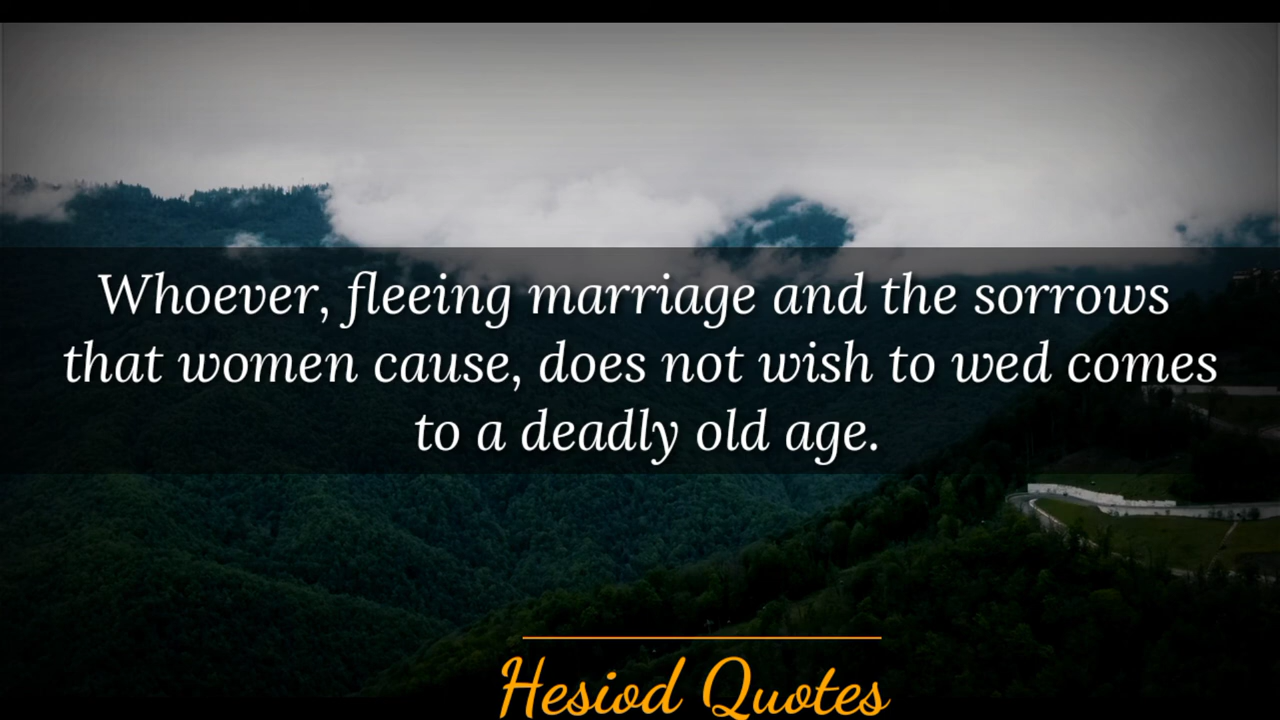 Whoever, fleeing marriage and the sorrows
that women cause, does not wish to wed comes
to a deadly old age.
Hesiod Quotes